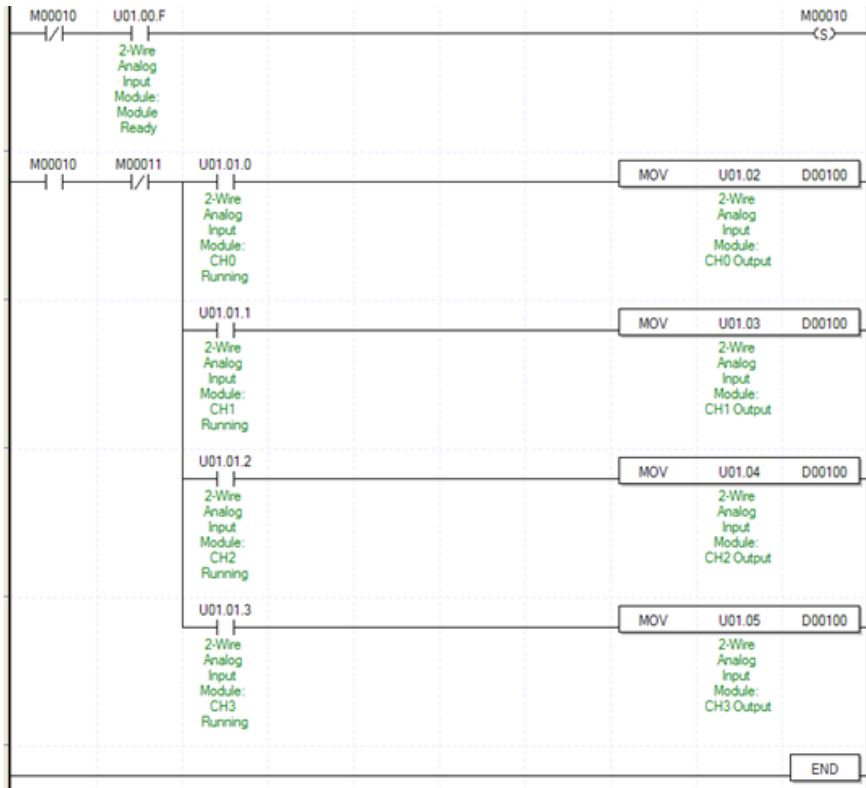 M00010 U01.00.F M00010
S
2-Wire
Analog
Input
Module:
Module
Ready
M00010 M00011 U01.01.0
MOV U01.02 D00100
2-Wire 2-Wire
Analog Analog
Input Input
Module: Module:
CH0 CH0 Output
Running
U01.01.1
MOV U01.03 D00100
2-Wire 2-Wire
Analog Analog
Input Input
Module: Module:
CH1 CH1 Output
Running
U01.01.2
MOV U01.04 D00100
2-Wire 2-Wire
Analog Analog
Input Input
Module: Module:
CH2 CH2 Output
Running
U01.01.3
MOV U01.05 D00100
2-Wire 2-Wire
Analog Analog
Input Input
Module: Module:
CH3 CH3 Output
Running
END